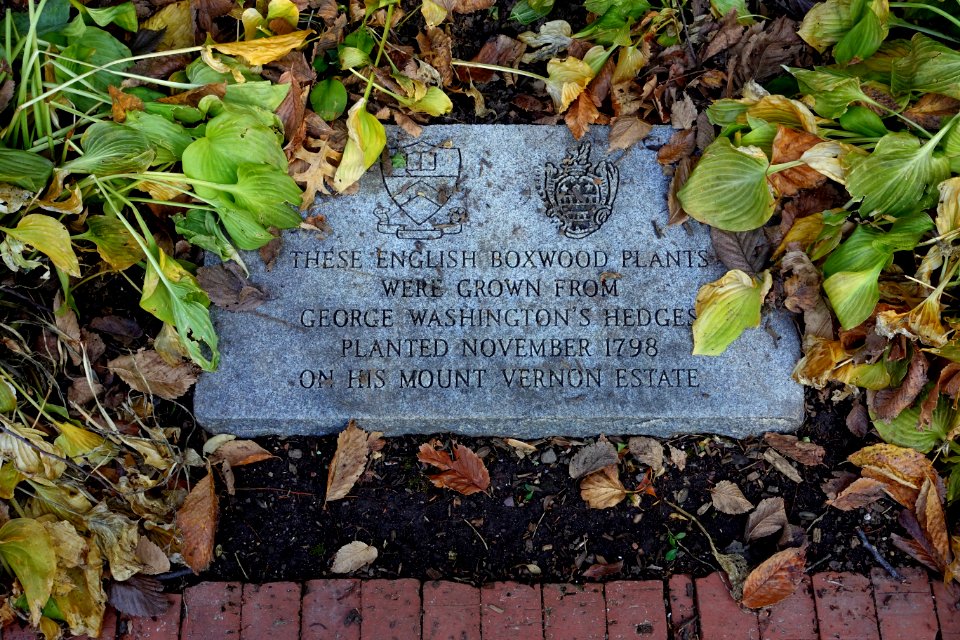 THESE ENGLISH BOXWOOD PLANTS
WERE GROWN FROM
GEORGE WASHINGTON'S HEDGES
PLANTED NOVEMBER 1798
ON HIS MOUNT VERNON ESTATE